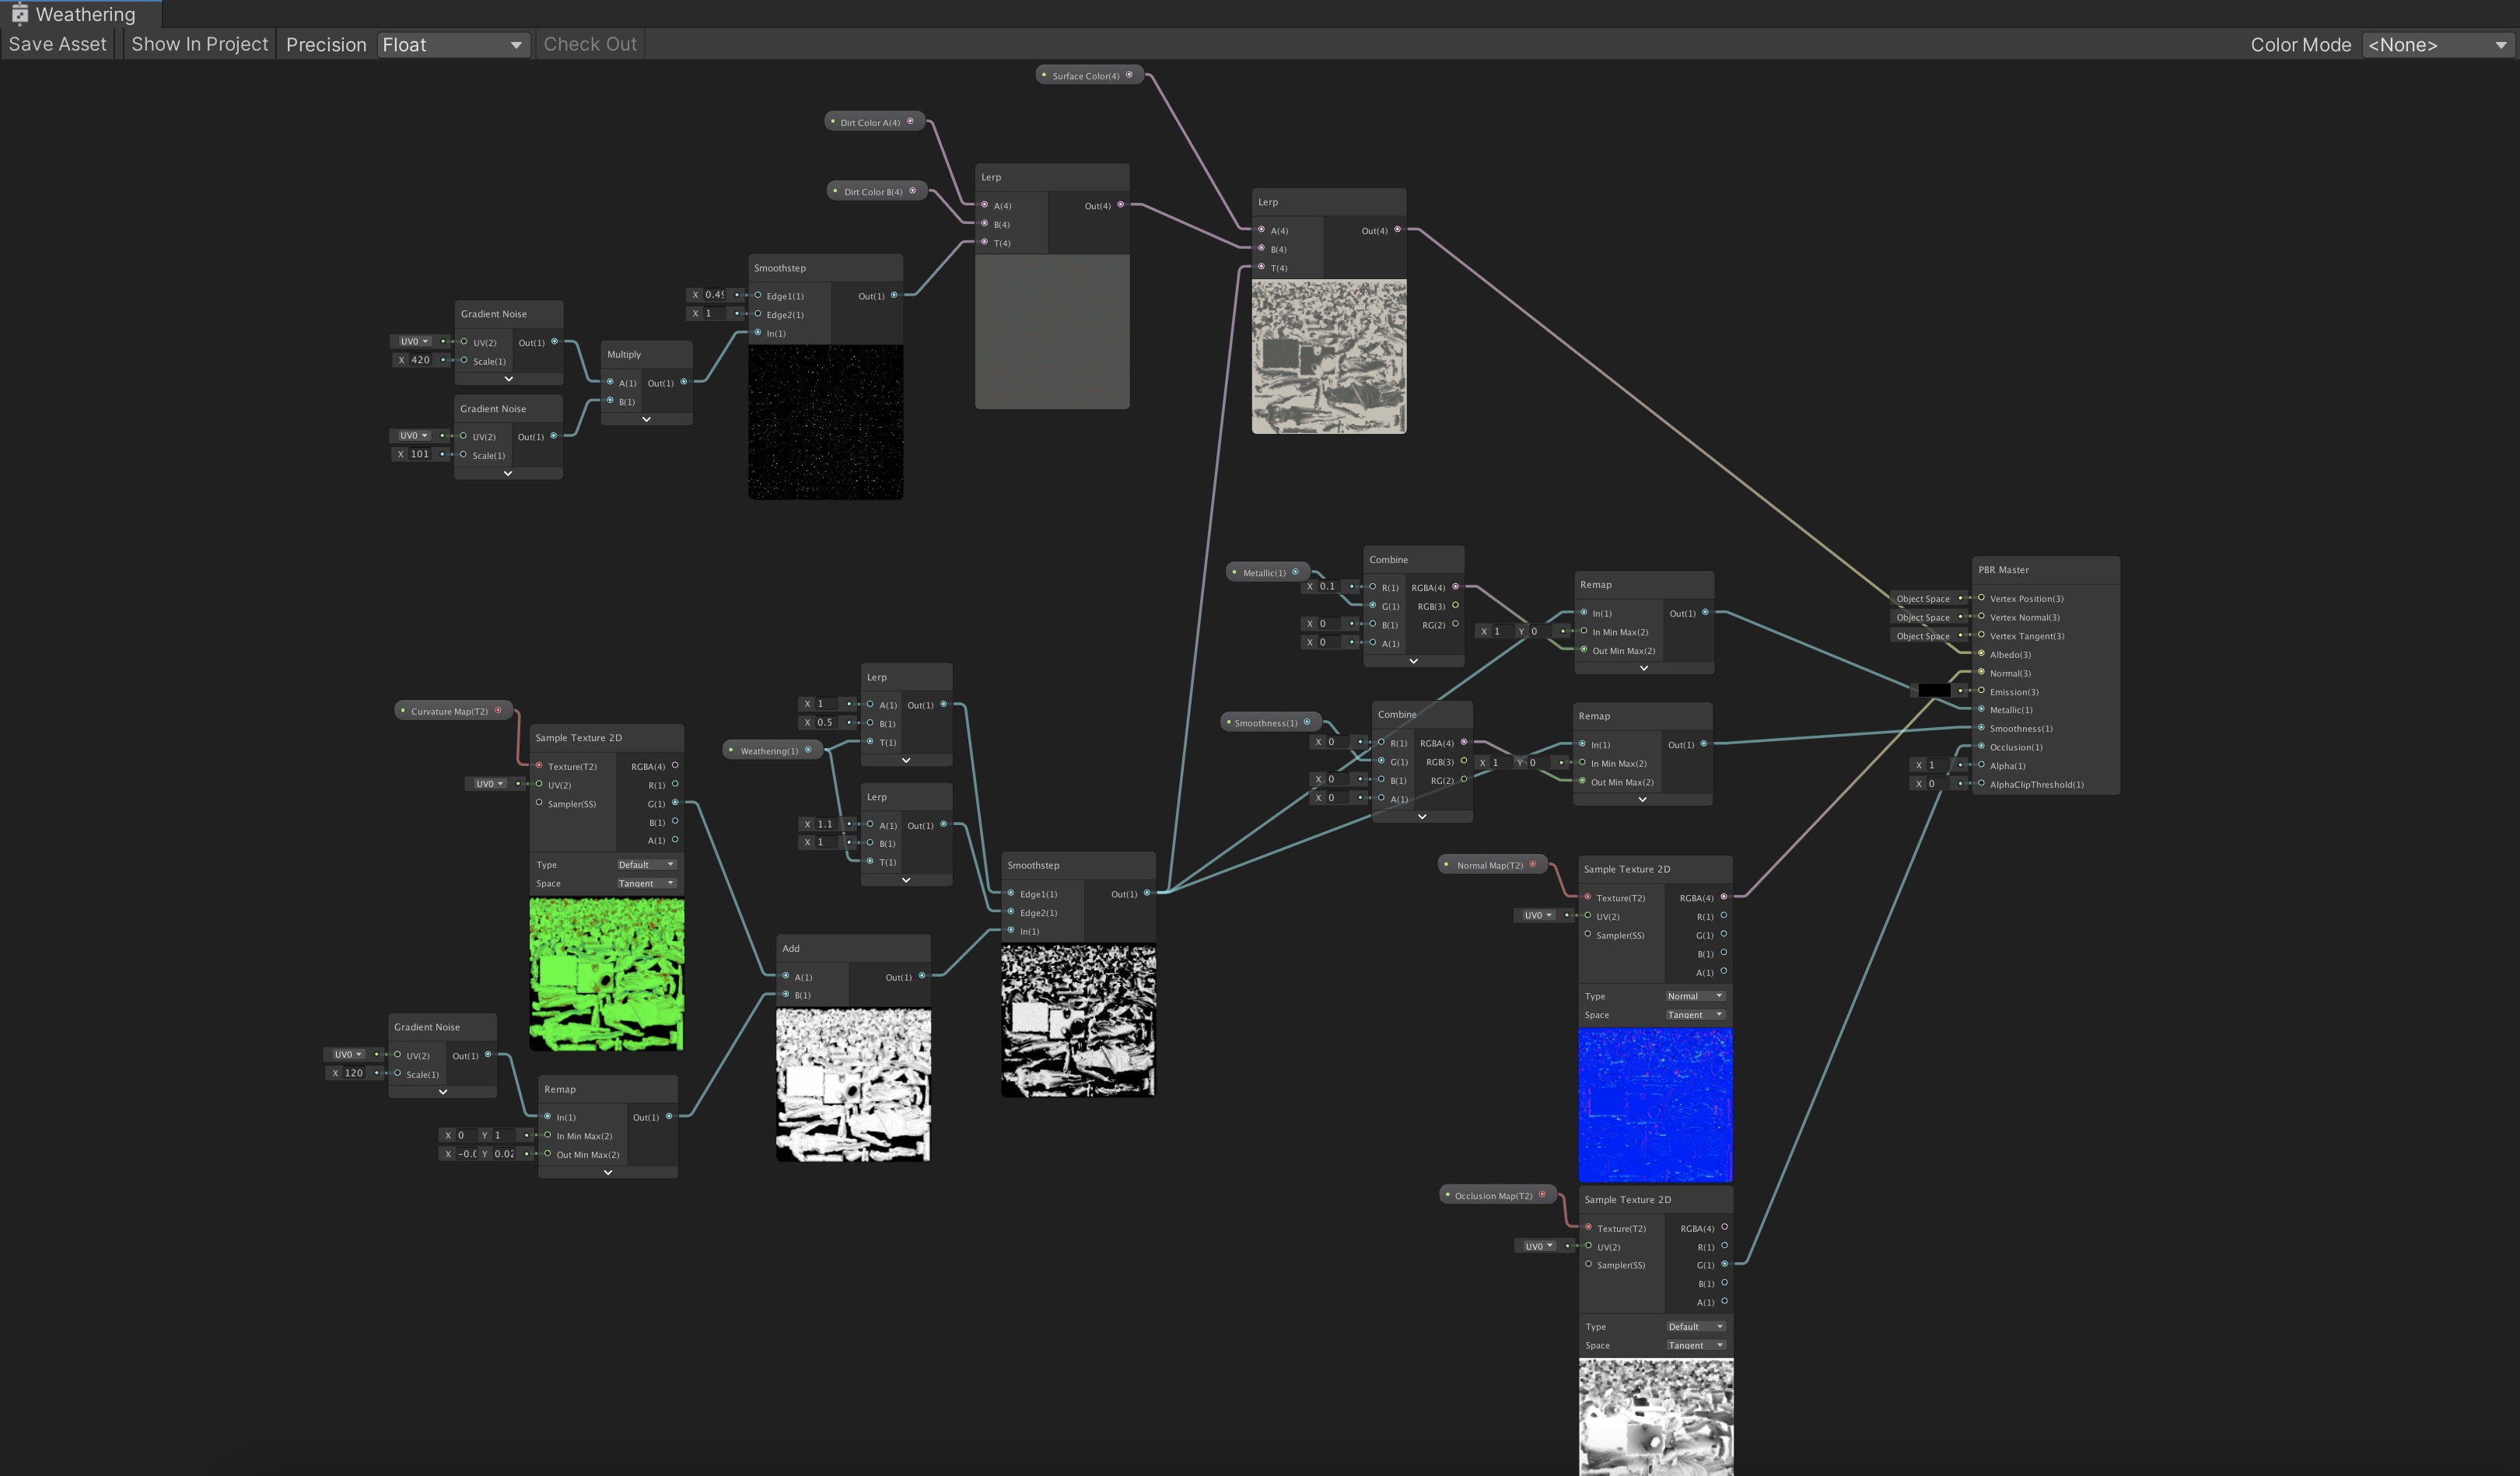 Weathering
Save Asset Show In Project Precision Float Check Out Color Mode <None>
Surface Color(4)
Dirt Color A(4)
Dirt Color B(4)
Lerp
A(4) Out(4)
B(4)
T(4)
Lerp
A(4) Out(4)
B(4)
T(4)
Smoothstep
X 0.49 Edge1(1) Out(1)
X 1 Edge2(1)
In(1)
Gradient Noise
UV0 UV(2) Out(1)
X 420 Scale(1)
Multiply
A(1) Out(1)
B(1)
Gradient Noise
UV0 UV(2) Out(1)
X 101 Scale(1)
Metallic(1)
Combine
X 0.1 R(1) RGBA(4)
G(1) RGB(3)
X 0 B(1) RG(2)
X 0 A(1)
Remap
In(1) Out(1)
X 1 Y 0 In Min Max(2)
Out Min Max(2)
PBR Master
Object Space Vertex Position(3)
Object Space Vertex Normal(3)
Object Space Vertex Tangent(3)
Albedo(3)
Normal(3)
Emission(3)
Metallic(1)
Smoothness(1)
Occlusion(1)
X 1 Alpha(1)
X 0 AlphaClipThreshold(1)
Smoothness(1)
Combine
X 0 R(1) RGBA(4)
G(1) RGB(3)
X 0 B(1) RG(2)
X 0 A(1)
Remap
In(1) Out(1)
X 1 Y 0 In Min Max(2)
Out Min Max(2)
Curvature Map(T2)
Sample Texture 2D
Texture(T2) RGBA(4)
UV0 UV(2) R(1)
Sampler(SS) G(1)
B(1)
A(1)
Type Default
Space Tangent
Weathering(1)
Lerp
X 1 A(1) Out(1)
X 0.5 B(1)
T(1)
Lerp
X 1.1 A(1) Out(1)
X 1 B(1)
T(1)
Smoothstep
Edge1(1) Out(1)
Edge2(1)
In(1)
Add
A(1) Out(1)
B(1)
Gradient Noise
UV0 UV(2) Out(1)
X 120 Scale(1)
Remap
In(1) Out(1)
X 0 Y 1 In Min Max(2)
X -0.0 Y 0.02 Out Min Max(2)
Normal Map(T2)
Sample Texture 2D
Texture(T2) RGBA(4)
UV0 UV(2) R(1)
Sampler(SS) G(1)
B(1)
A(1)
Type Normal
Space Tangent
Occlusion Map(T2)
Sample Texture 2D
Texture(T2) RGBA(4)
UV0 UV(2) R(1)
Sampler(SS) G(1)
B(1)
A(1)
Type Default
Space Tangent